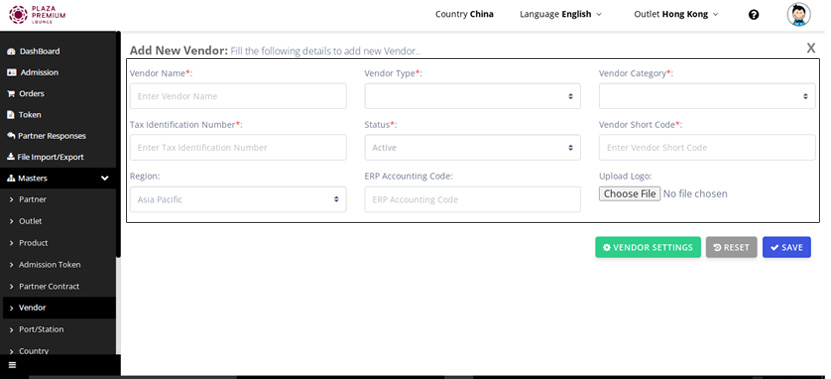 PLAZA
PREMIUM
LOUNGE
Country China
Language English
Outlet Hong Kong
DashBoard
Admission
Orders
Token
Partner Responses
File Import/Export
Masters
Partner
Outlet
Product
Admission Token
Partner Contract
Vendor
Port/Station
Country
Add New Vendor: Fill the following details to add new Vendor..
X
Vendor Name*:
Vendor Type*:
Vendor Category*:
Enter Vendor Name
Tax Identification Number*:
Status*:
Vendor Short Code*:
Enter Tax Identification Number
Active
Enter Vendor Short Code
Region:
ERP Accounting Code:
Upload Logo:
Asia Pacific
ERP Accounting Code
Choose File No file chosen
VENDOR SETTINGS
RESET
SAVE